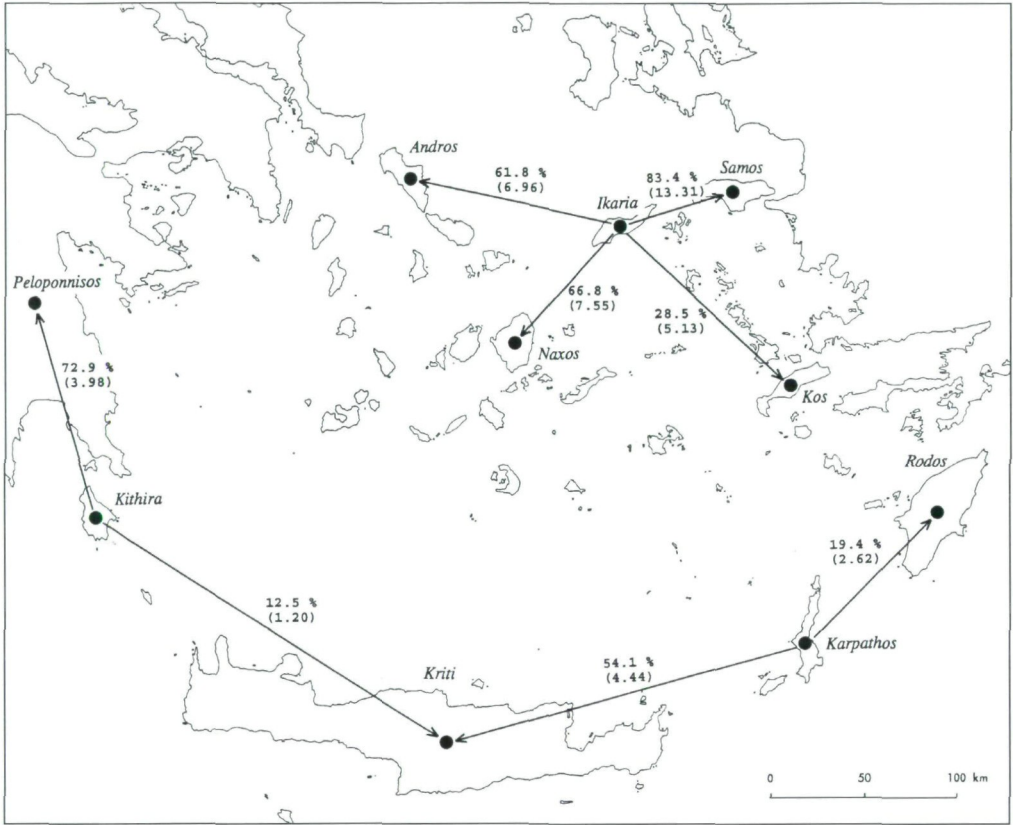 Andros
61.8 %
(6.96)
83.4 %
(13.31)
Samos
Ikaria
Peloponnisos
66.8 %
(7.55)
28.5 %
(5.13)
Naxos
72.9 %
(3.98)
Kos
Rodos
Kithira
19.4 %
(2.62)
12.5 %
(1.20)
Karpathos
54.1 %
(4.44)
Kriti
0 50 100 km